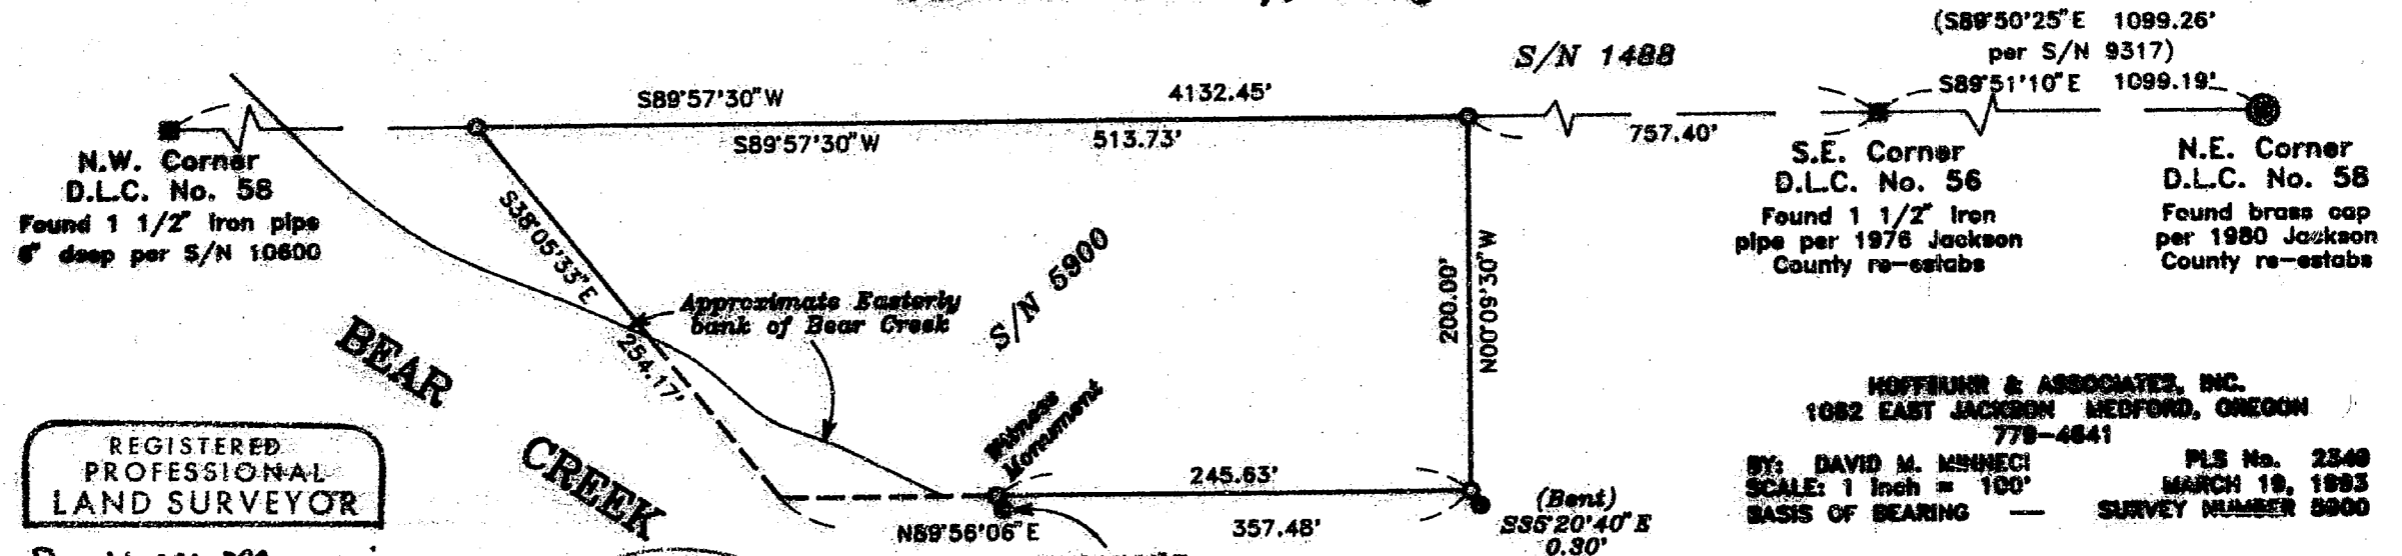 (S89°50'25"E 1099.26'
per S/N 9317)
S/N 1488
S89°51'10"E 1099.19'
S89°57'30"W 4132.45'
S89°57'30"W 513.73'
757.40'
N.W. Corner
D.L.C. No. 58
Found 1 1/2" iron pipe
deep per S/N 10600
S.E. Corner
D.L.C. No. 56
Found 1 1/2" iron
pipe per 1976 Jackson
County re-estabs
N.E. Corner
D.L.C. No. 58
Found brass cap
per 1980 Jackson
County re-estabs
S38°05'33"E
254.17'
Approximate Easterly
bank of Bear Creek
S/N 5900
200.00'
N00°09'30"W
BEAR
CREEK
Witness
Monument
245.63'
N89°56'06"E 357.48'
(Bent)
0.30'
HOFFBUHR & ASSOCIATES, INC.
1062 EAST JACKSON MEDFORD, OREGON
779-4641
BY: DAVID M. MINNECI PLS No.
SCALE: 1 inch = 100' MARCH 19, 1993
BASIS OF BEARING — SURVEY NUMBER 5900
REGISTERED
PROFESSIONAL
LAND SURVEYOR